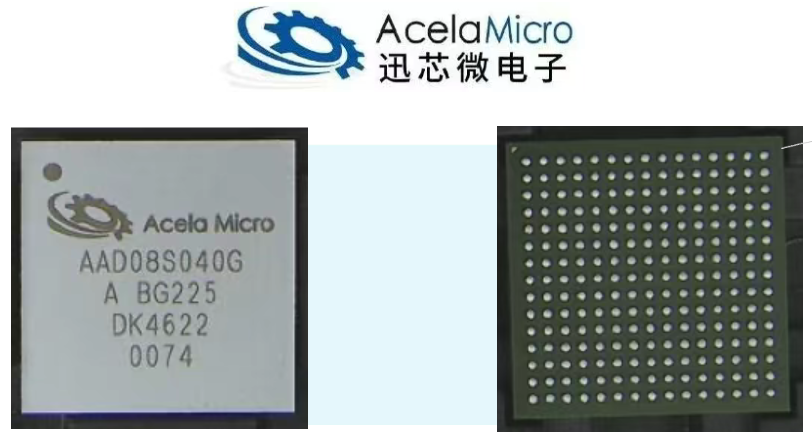 AcelaMicro
迅芯微电子
Acela Micro
AAD08S040G
A BG225
DK4622
0074